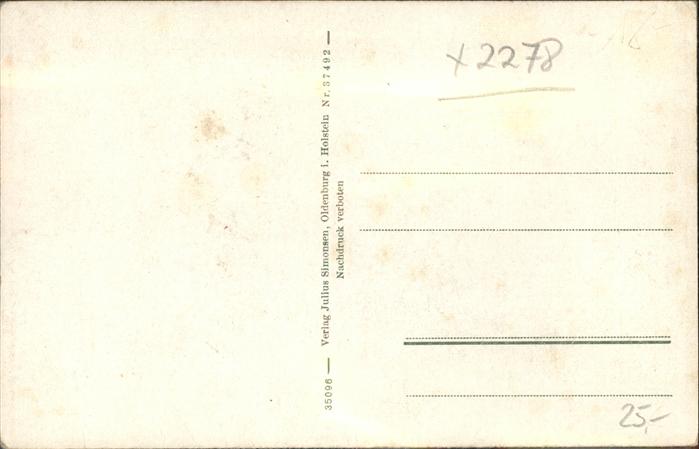 35096 — Verlag Julius Simonsen, Oldenburg i. Holstein Nr. 37492 —
Nachdruck verboten
x2278
25,-